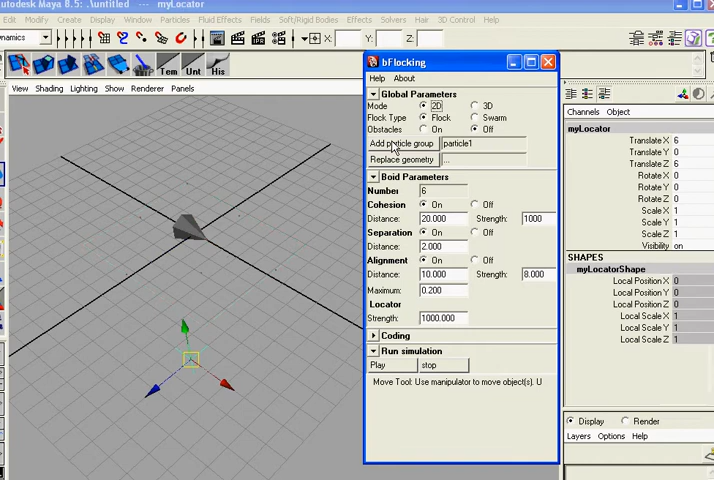 Autodesk Maya 8.5: .\untitled --- myLocator
Modify Create Display Window Particles Fluid Effects Fields Soft/Rigid Bodies Effects Solvers Hair 3D Control Help
Dynamics X: Y: Z:
Tem Unt His
View Shading Lighting Show Renderer Panels
bFlocking
Help About
Global Parameters
Mode 2D 3D
Flock Type Flock Swarm
Obstacles On Off
Add particle group particle1
Replace geometry ...
Boid Parameters
Number 6
Cohesion On Off
Distance: 20.000 Strength: 1000
Separation On Off
Distance: 2.000
Alignment On Off
Distance: 10.000 Strength: 8.000
Maximum: 0.200
Locator
Strength: 1000.000
Coding
Run simulation
Play stop
Move Tool: Use manipulator to move object(s). U
Channels Object
myLocator
Translate X 6
Translate Y 0
Translate Z 6
Rotate X 0
Rotate Y 0
Rotate Z 0
Scale X 1
Scale Y 1
Scale Z 1
Visibility on
SHAPES
myLocatorShape
Local Position X 0
Local Position Y 0
Local Position Z 0
Local Scale X 1
Local Scale Y 1
Local Scale Z 1
Display Render
Layers Options Help